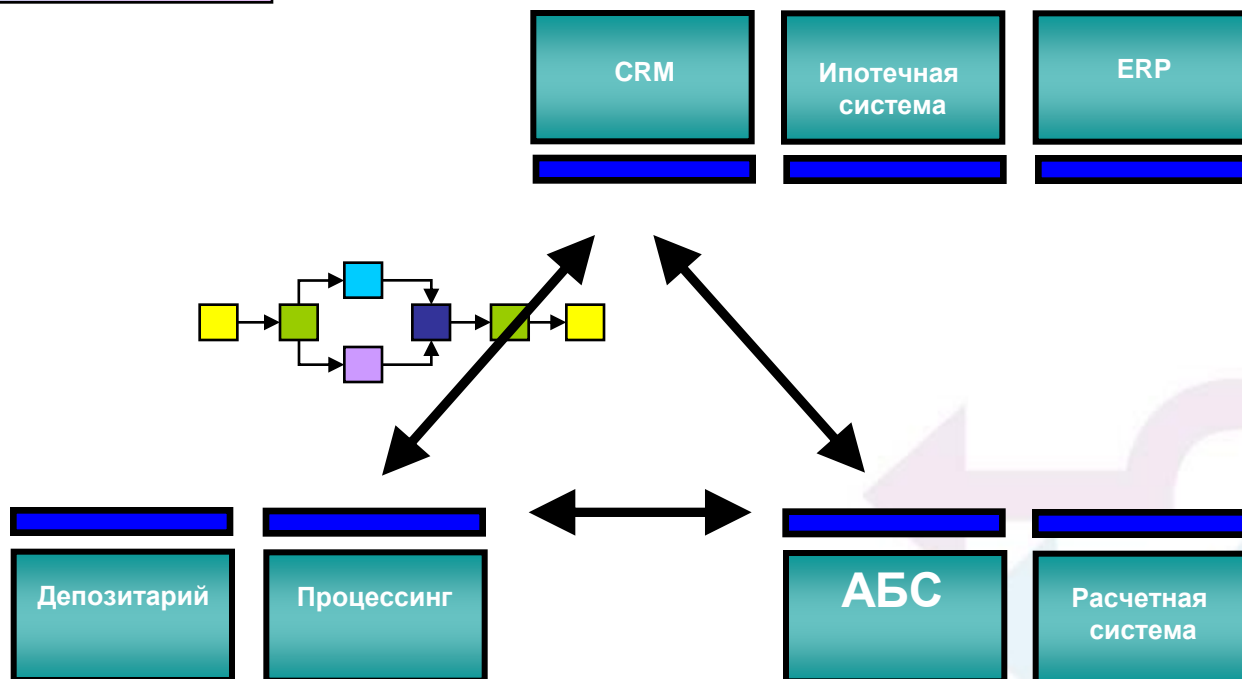 CRM
Ипотечная
система
ERP
Депозитарий
Процессинг
АБС
Расчетная
система